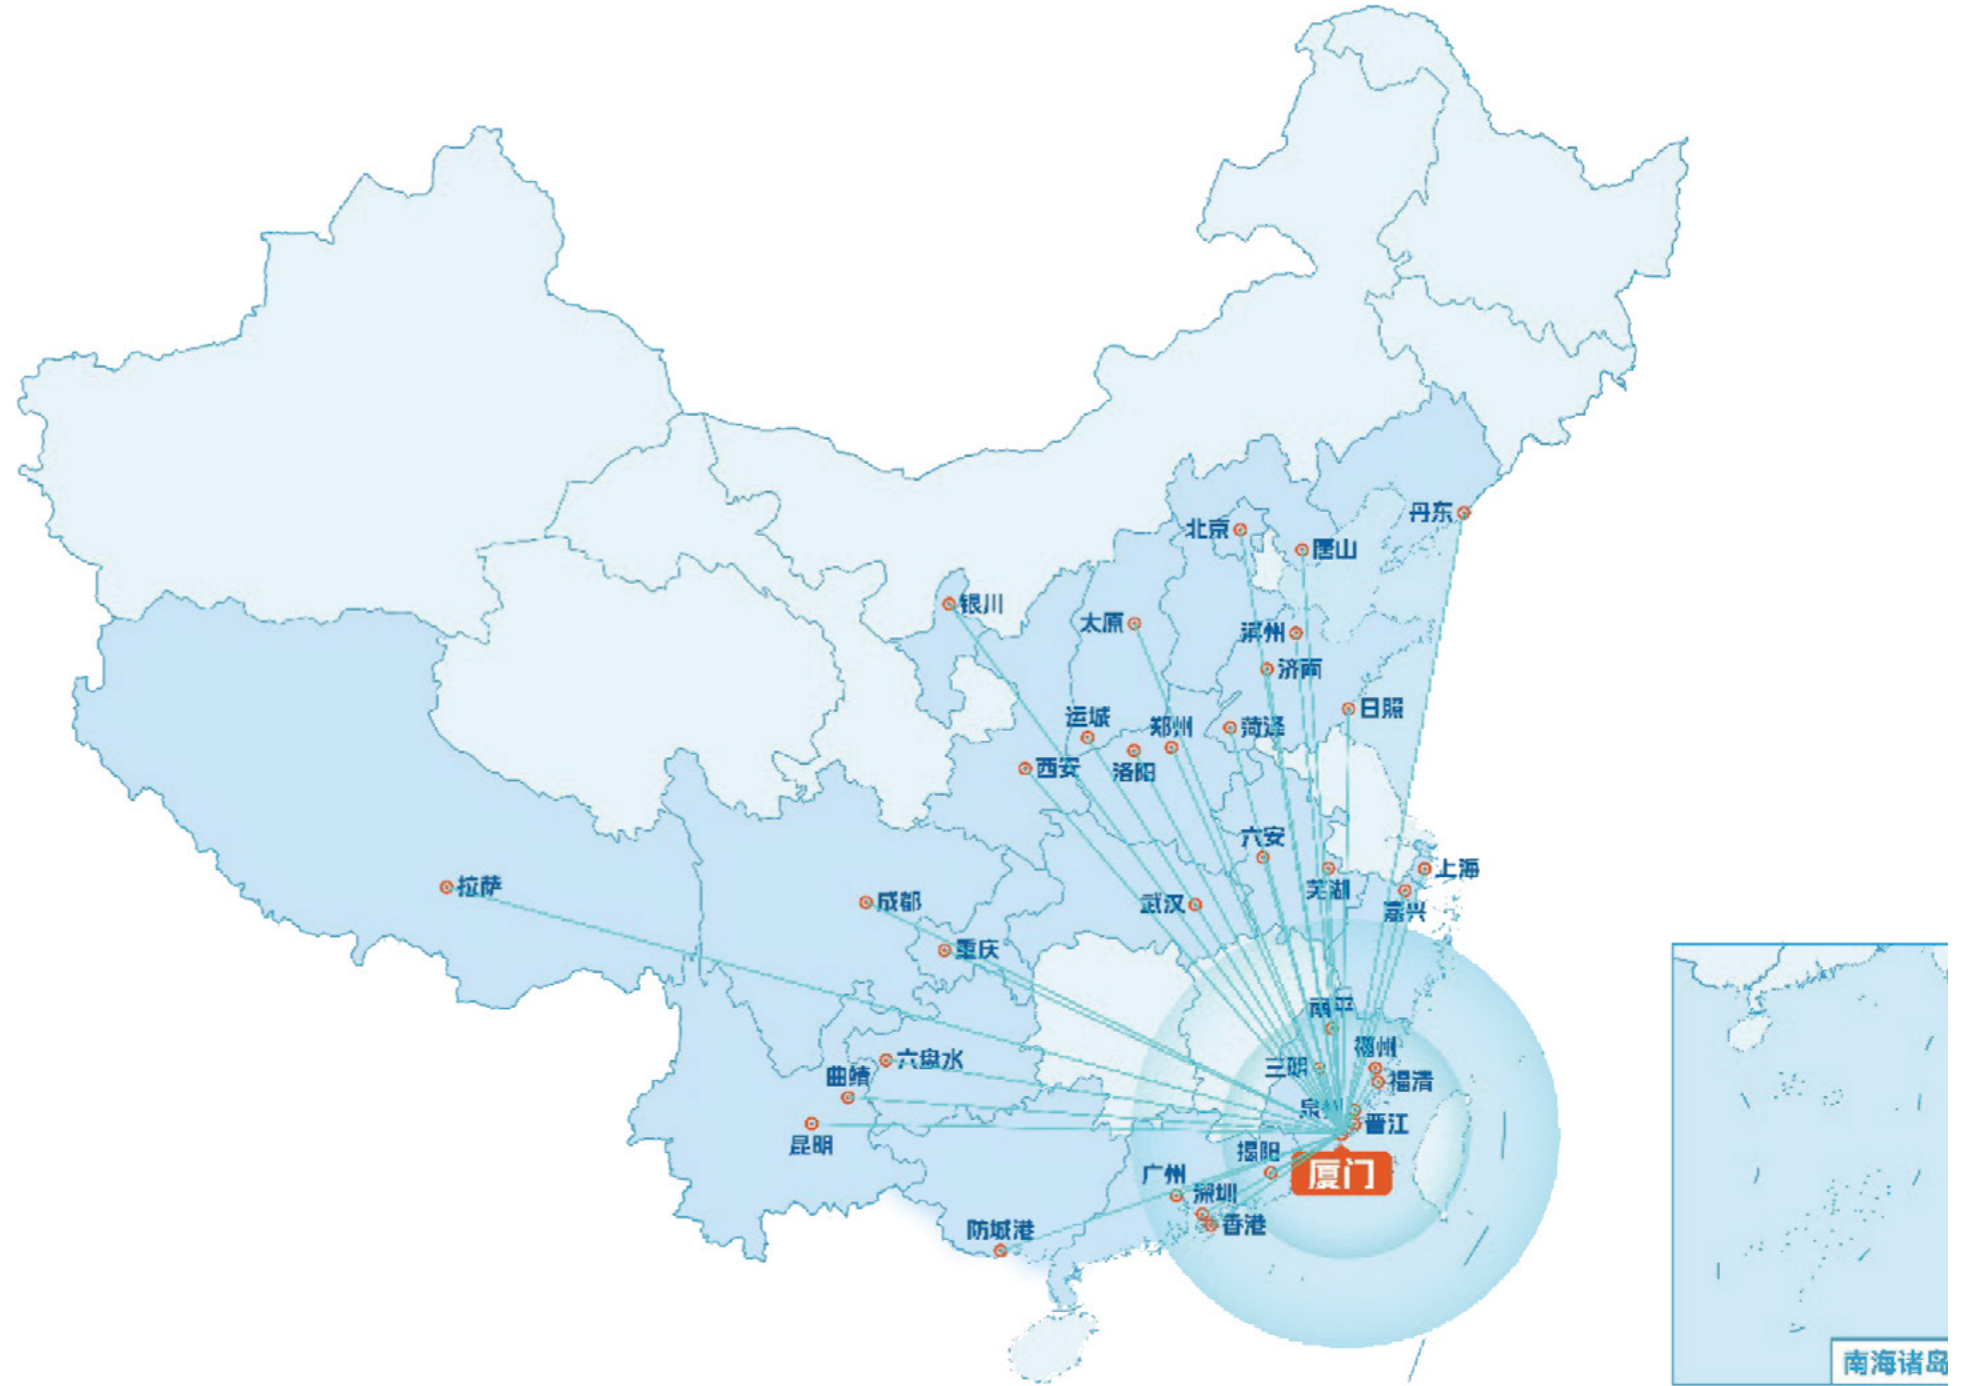 丹东
北京
唐山
银川
太原
滨州
济南
日照
运城
郑州
菏泽
西安
洛阳
六安
上海
拉萨
芜湖
成都
武汉
嘉兴
重庆
南平
福州
六盘水
三明
曲靖
福清
泉州
晋江
昆明
揭阳
厦门
广州
深圳
香港
防城港
南海诸岛